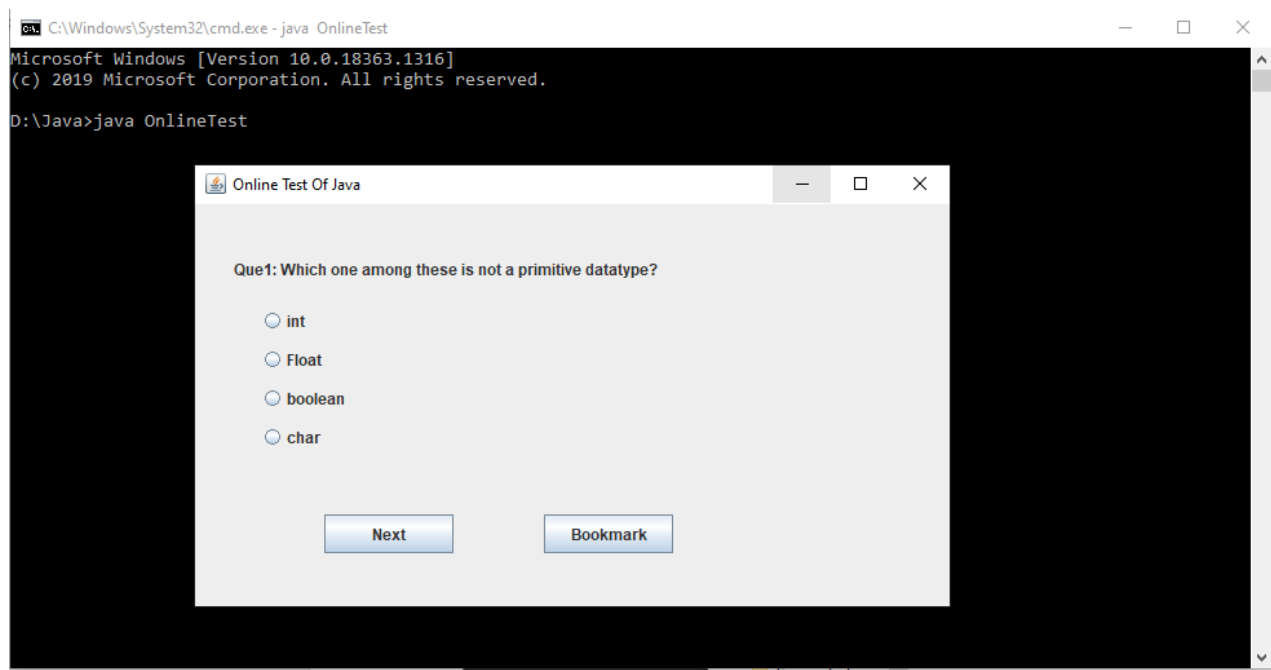 C:\Windows\System32\cmd.exe - java  OnlineTest
Microsoft Windows [Version 10.0.18363.1316]
(c) 2019 Microsoft Corporation. All rights reserved.
D:\Java>java OnlineTest
Online Test Of Java
Que1: Which one among these is not a primitive datatype?
int
Float
boolean
char
Next
Bookmark